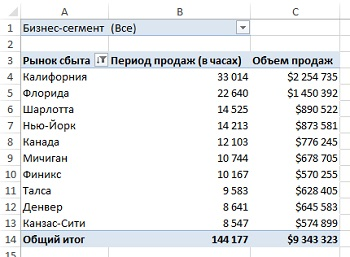 A B C
1 Бизнес-сегмент (Все)
2
3 Рынок сбыта Период продаж (в часах) Объем продаж
4 Калифорния 33 014 $2 254 735
5 Флорида 22 640 $1 450 392
6 Шарлотта 14 525 $890 522
7 Нью-Йорк 14 213 $873 581
8 Канада 12 103 $776 245
9 Мичиган 10 744 $678 705
10 Финикс 10 167 $570 255
11 Талса 9 583 $628 405
12 Денвер 8 641 $645 583
13 Канзас-Сити 8 547 $574 899
14 Общий итог 144 177 $9 343 323